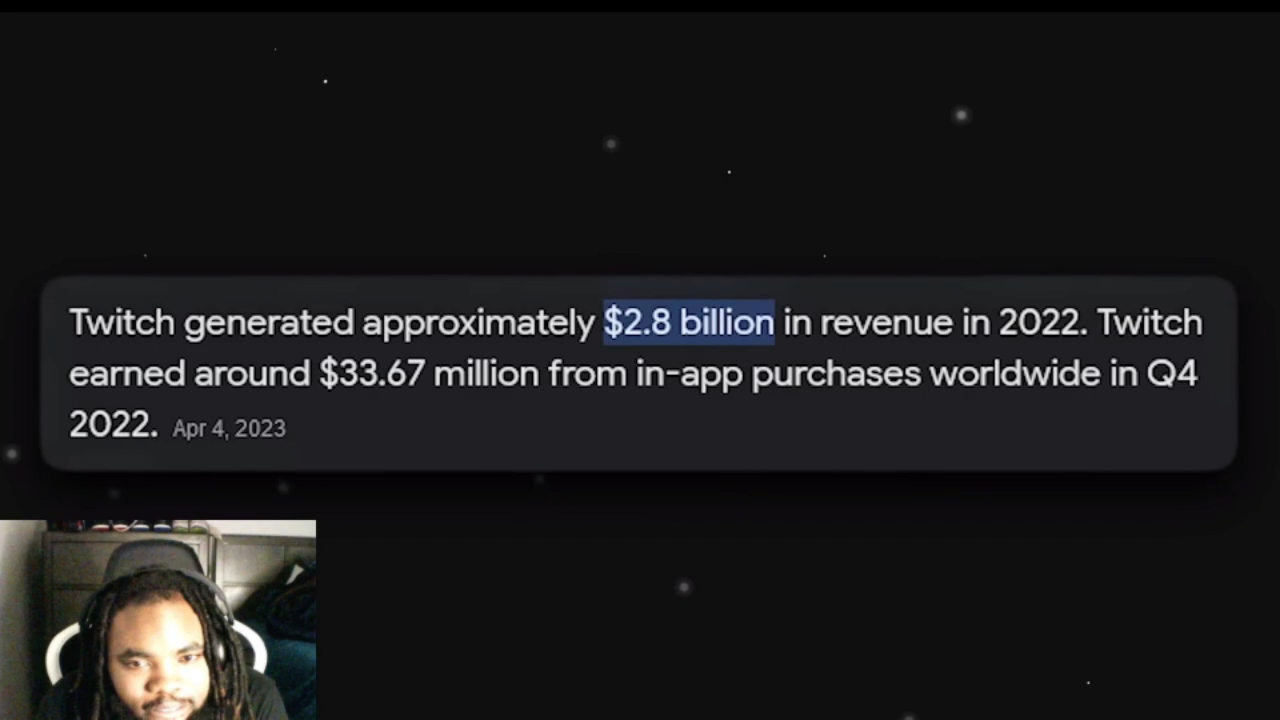 Twitch generated approximately $2.8 billion in revenue in 2022. Twitch
earned around $33.67 million from in-app purchases worldwide in Q4
2022. Apr 4, 2023